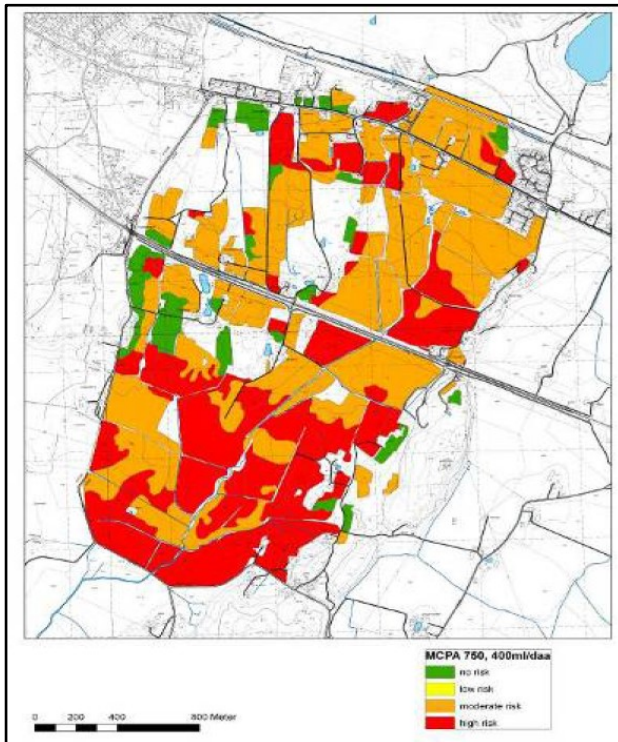 MCPA 750, 400ml/daa
no risk
low risk
moderate risk
high risk
0 200 400 800 Meter